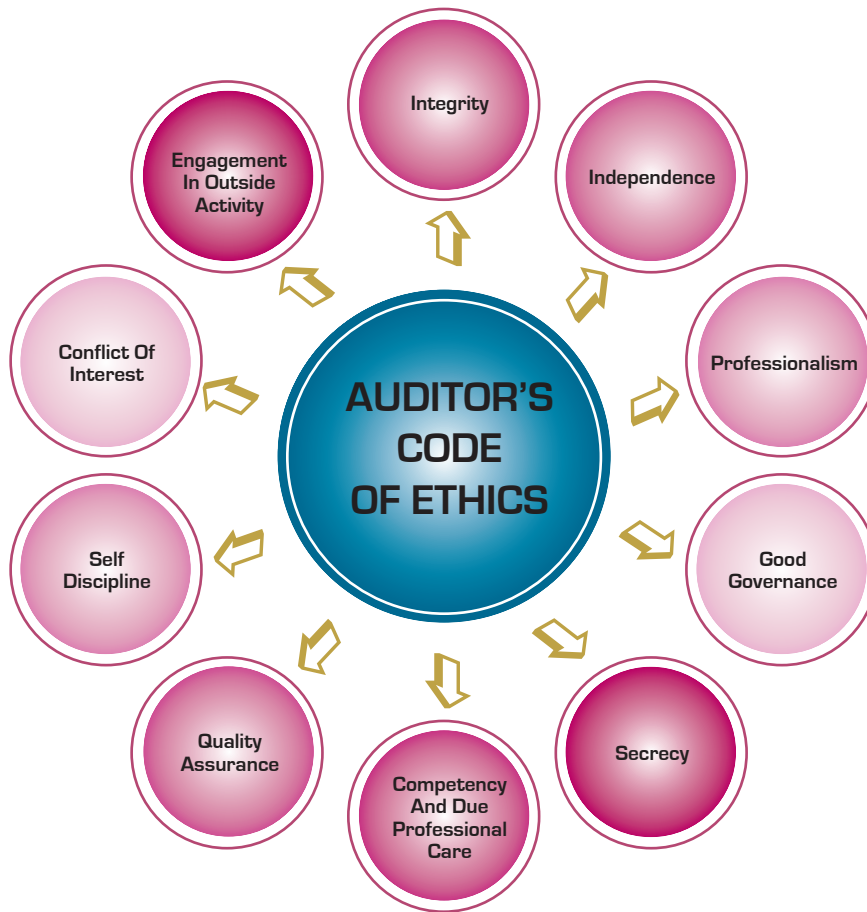 AUDITOR'S
CODE
OF ETHICS
Integrity
Independence
Professionalism
Good
Governance
Secrecy
Competency
And Due
Professional
Care
Quality
Assurance
Self
Discipline
Conflict Of
Interest
Engagement
In Outside
Activity